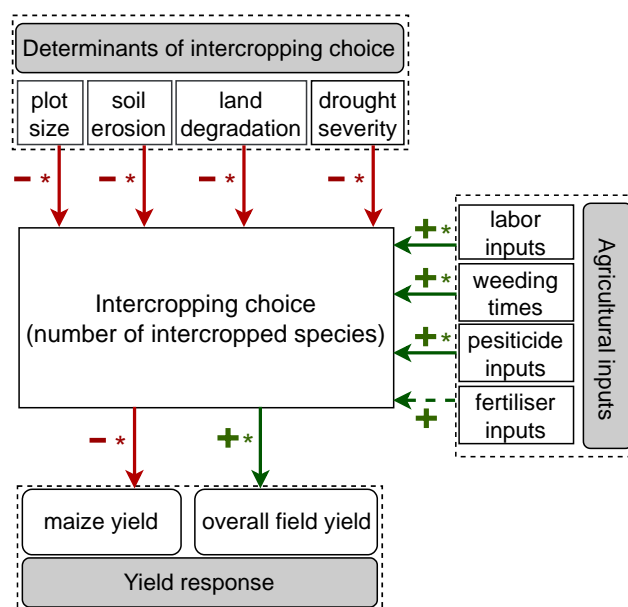 Determinants of intercropping choice
plot
size
soil
erosion
land
degradation
drought
severity
− *
− *
− *
− *
Intercropping choice
(number of intercropped species)
+ *
+ *
+ *
+
labor
inputs
weeding
times
pesiticide
inputs
fertiliser
inputs
Agricultural inputs
− *
+ *
maize yield
overall field yield
Yield response